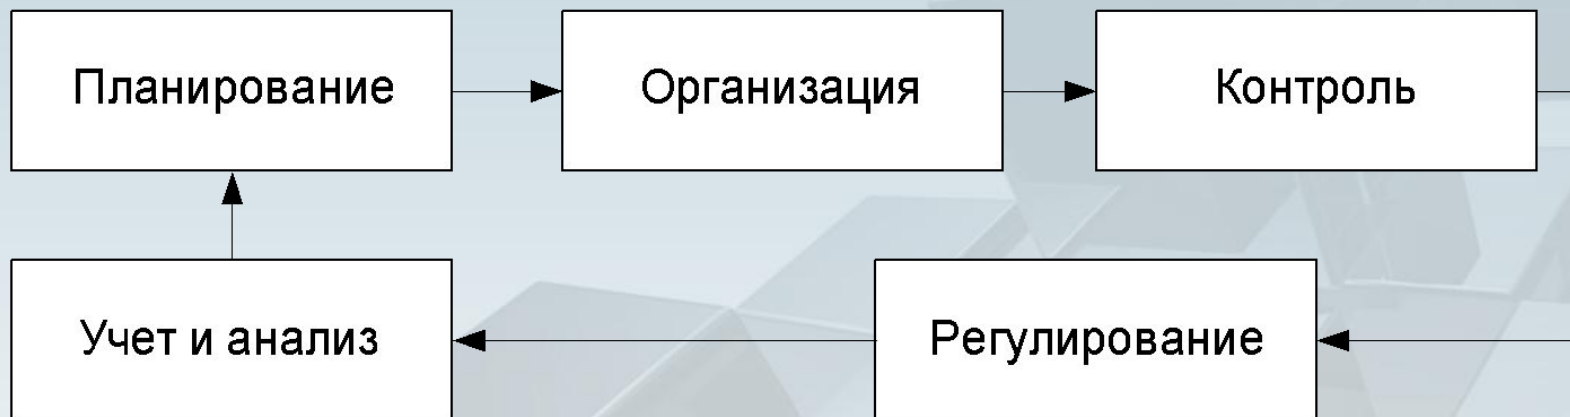 Планирование
Организация
Контроль
Учет и анализ
Регулирование